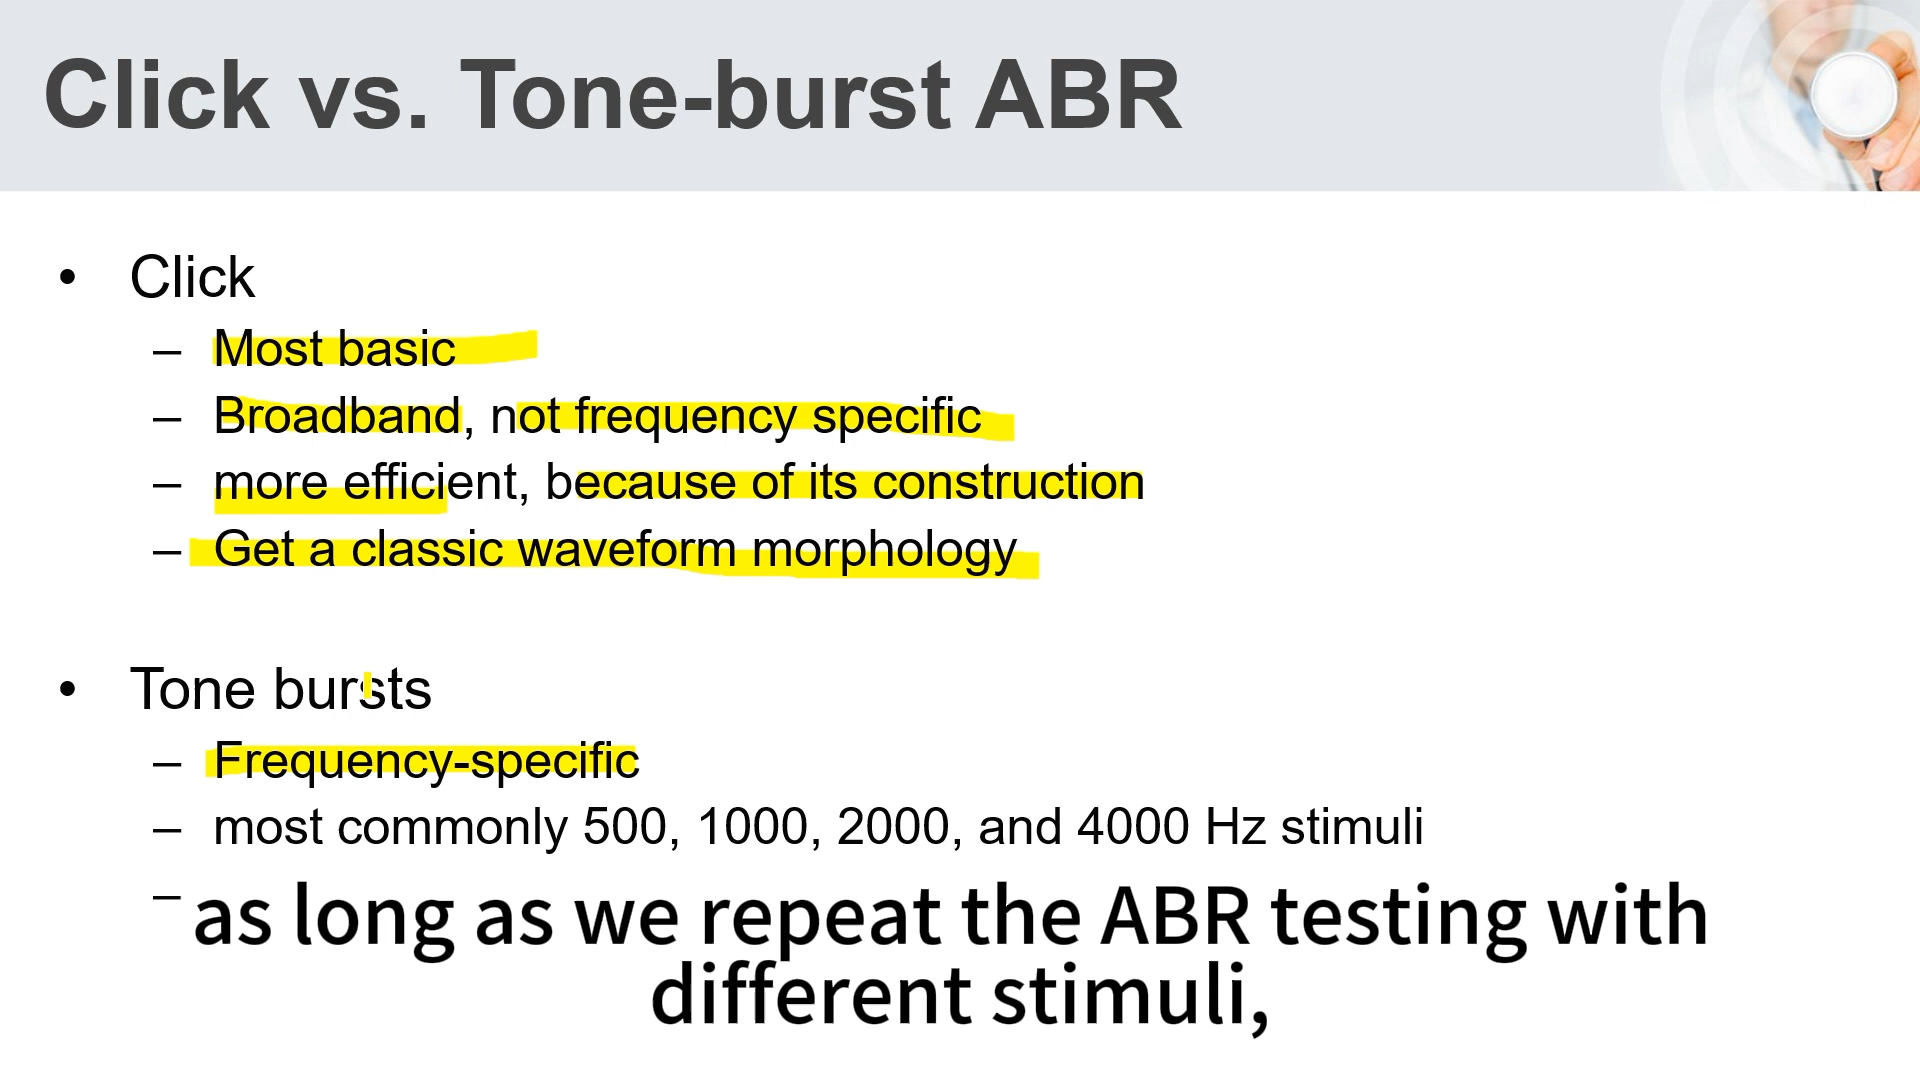 Click vs. Tone-burst ABR
• Click
– Most basic
– Broadband, not frequency specific
– more efficient, because of its construction
– Get a classic waveform morphology
• Tone bursts
– Frequency-specific
– most commonly 500, 1000, 2000, and 4000 Hz stimuli
–
as long as we repeat the ABR testing with
different stimuli,